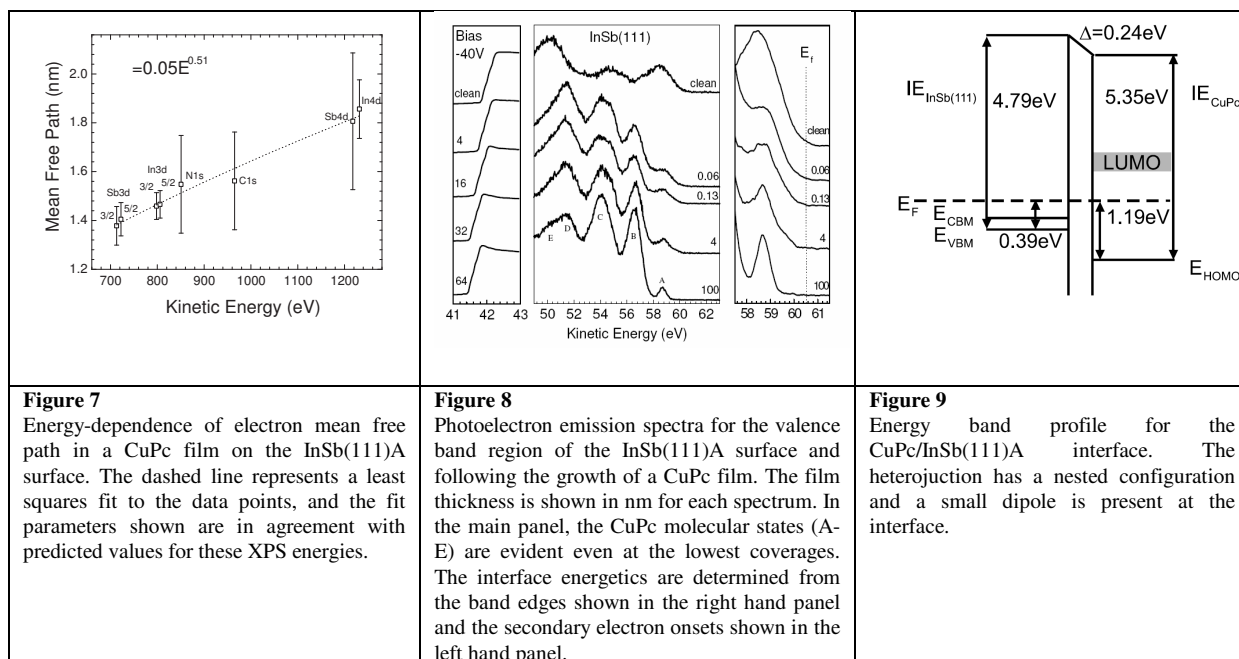 =0.05E^0.51
Mean Free Path (nm)
2.0
1.8
1.6
1.4
1.2
In4d
Sb4d
C1s
N1s
In3d
3/2 5/2
Sb3d
3/2 5/2
700 800 900 1000 1100 1200
Kinetic Energy (eV)
Bias
-40V
clean
4
16
32
64
41 42 43
InSb(111)
clean
0.06
0.13
4
100
E D C B A
50 52 54 56 58 60 62
Kinetic Energy (eV)
E_f
clean
0.06
0.13
4
100
58 59 60 61
Δ=0.24eV
IE_InSb(111)
4.79eV
5.35eV
IE_CuPc
LUMO
E_F
E_CBM
E_VBM
0.39eV
1.19eV
E_HOMO
Figure 7
Energy-dependence of electron mean free
path in a CuPc film on the InSb(111)A
surface. The dashed line represents a least
squares fit to the data points, and the fit
parameters shown are in agreement with
predicted values for these XPS energies.
Figure 8
Photoelectron emission spectra for the valence
band region of the InSb(111)A surface and
following the growth of a CuPc film. The film
thickness is shown in nm for each spectrum. In
the main panel, the CuPc molecular states (A-
E) are evident even at the lowest coverages.
The interface energetics are determined from
the band edges shown in the right hand panel
and the secondary electron onsets shown in the
left hand panel.
Figure 9
Energy band profile for the
CuPc/InSb(111)A interface. The
heterojuction has a nested configuration
and a small dipole is present at the
interface.